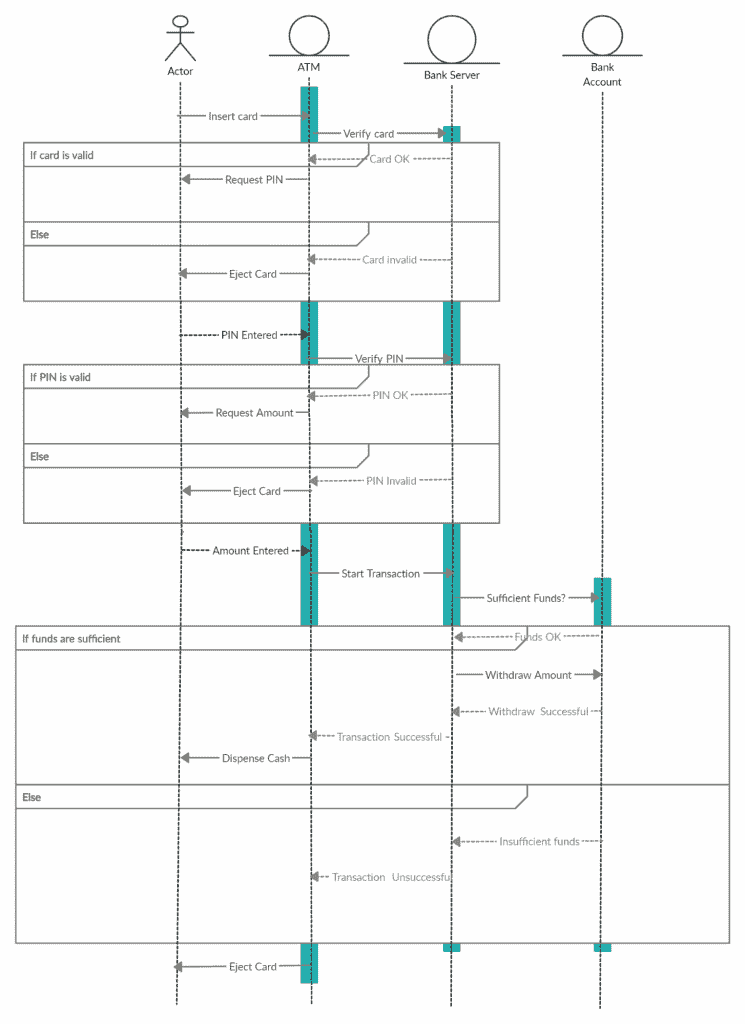 Actor
ATM
Bank Server
Bank
Account
Insert card
Verify card
If card is valid
Card OK
Request PIN
Else
Card invalid
Eject Card
PIN Entered
Verify PIN
If PIN is valid
PIN OK
Request Amount
Else
PIN Invalid
Eject Card
Amount Entered
Start Transaction
Sufficient Funds?
If funds are sufficient
Funds OK
Withdraw Amount
Withdraw Successful
Transaction Successful
Dispense Cash
Else
Insufficient funds
Transaction Unsuccessfu
Eject Card